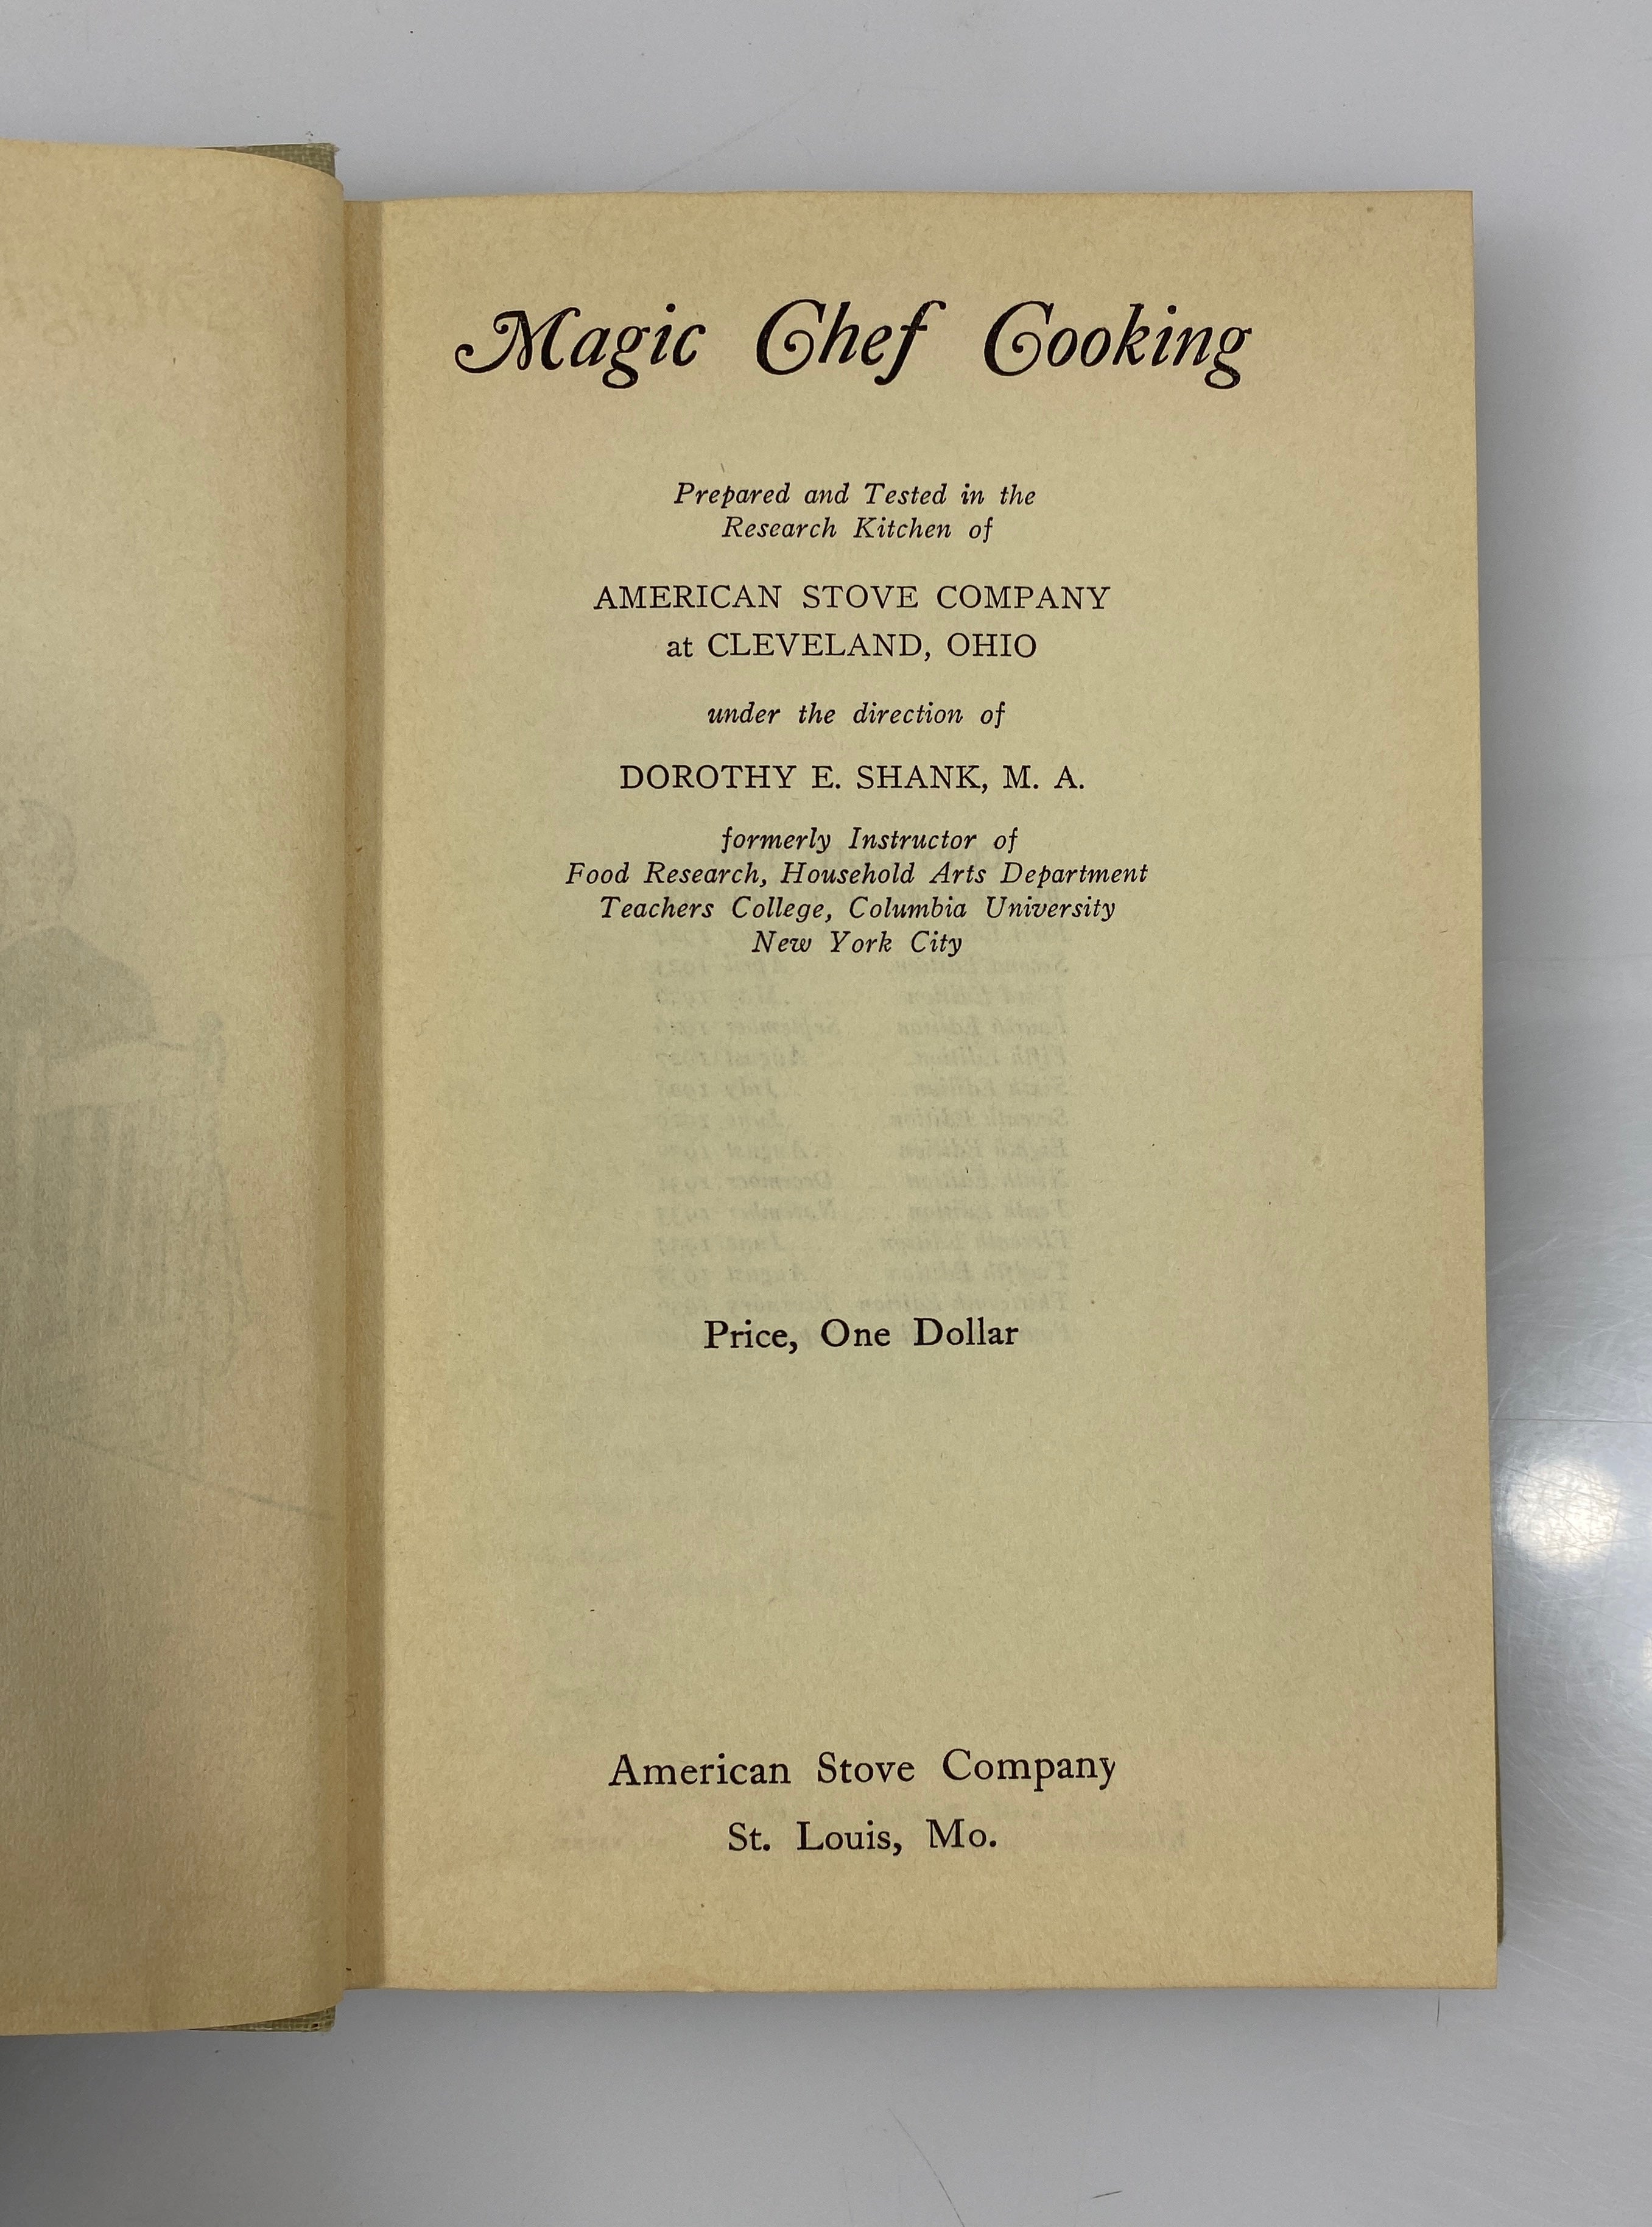 Magic Chef Cooking
Prepared and Tested in the
Research Kitchen of
AMERICAN STOVE COMPANY
at CLEVELAND, OHIO
under the direction of
DOROTHY E. SHANK, M. A.
formerly Instructor of
Food Research, Household Arts Department
Teachers College, Columbia University
New York City
Price, One Dollar
American Stove Company
St. Louis, Mo.